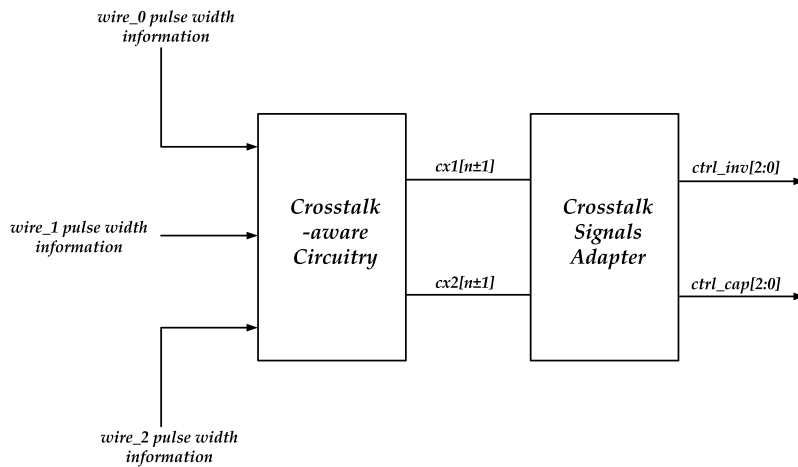 wire_0 pulse width
information
wire_1 pulse width
information
wire_2 pulse width
information
Crosstalk
-aware
Circuitry
cx1[n±1]
cx2[n±1]
Crosstalk
Signals
Adapter
ctrl_inv[2:0]
ctrl_cap[2:0]